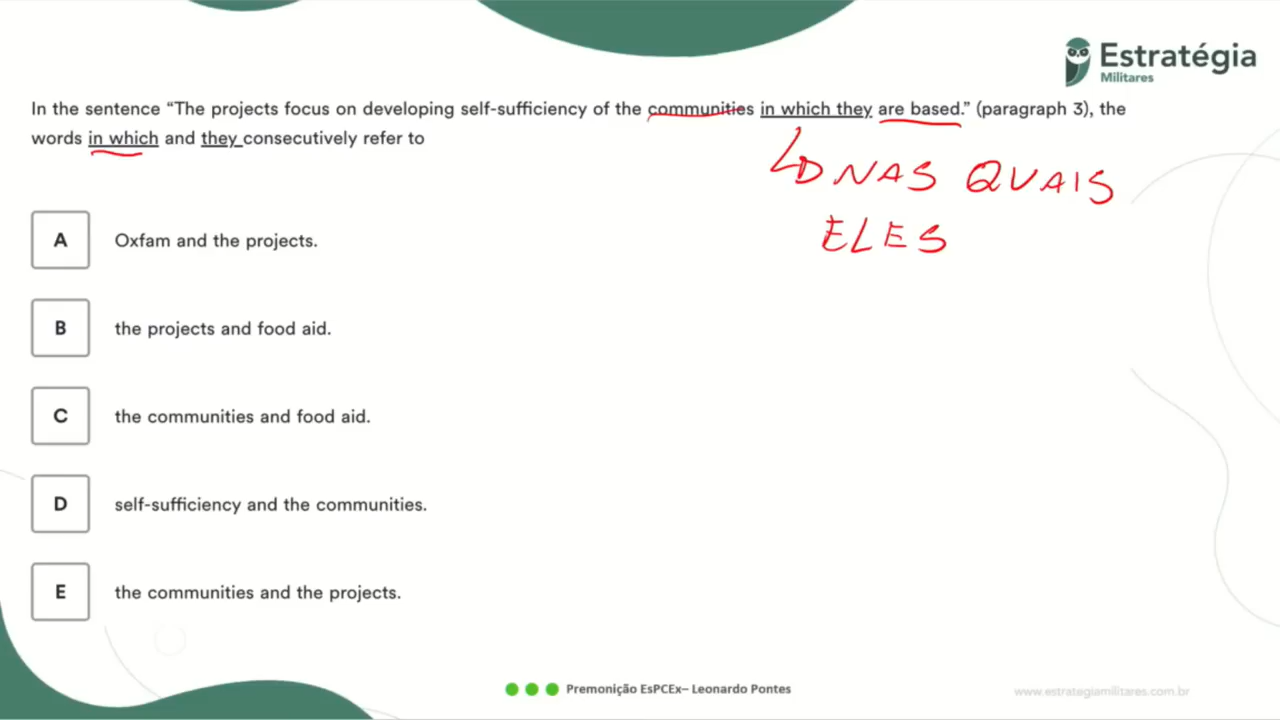 Estratégia
Militares
In the sentence “The projects focus on developing self-sufficiency of the communities in which they are based.” (paragraph 3), the
words in which and they consecutively refer to
NAS QUAIS
ELES
A Oxfam and the projects.
B the projects and food aid.
C the communities and food aid.
D self-sufficiency and the communities.
E the communities and the projects.
Premonição EsPCEx– Leonardo Pontes
www.estrategiamilitares.com.br